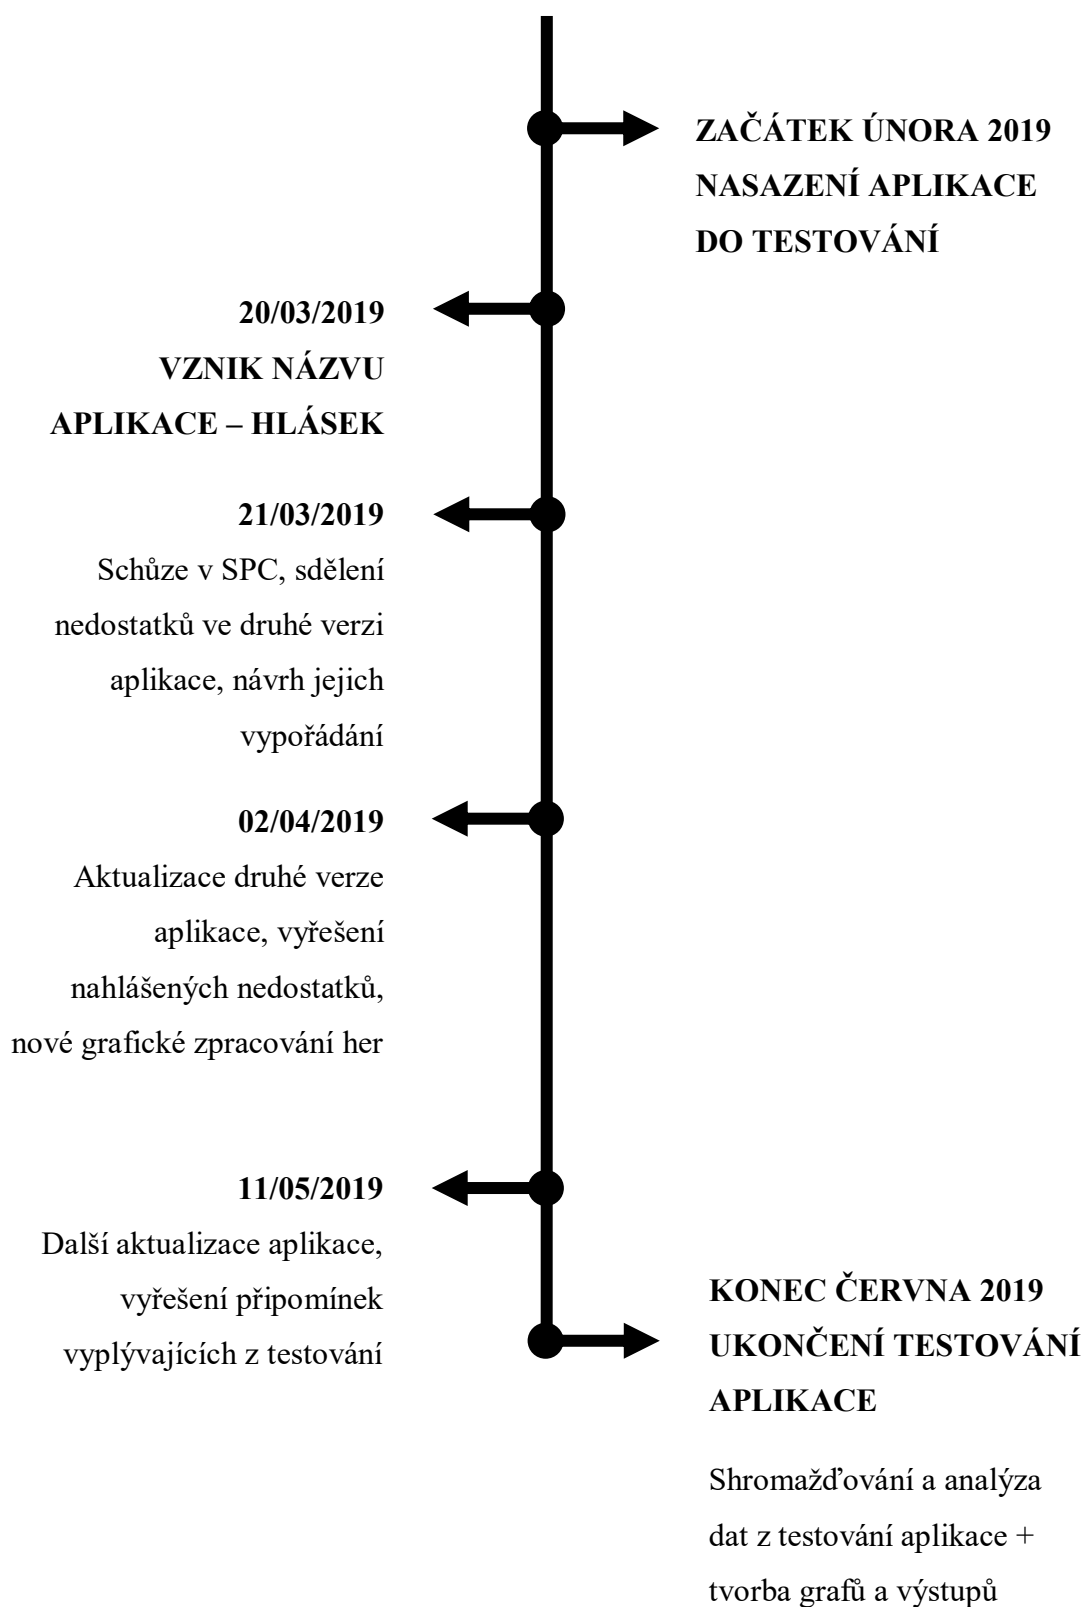 ZAČÁTEK ÚNORA 2019
NASAZENÍ APLIKACE
DO TESTOVÁNÍ
20/03/2019
VZNIK NÁZVU
APLIKACE – HLÁSEK
21/03/2019
Schůze v SPC, sdělení
nedostatků ve druhé verzi
aplikace, návrh jejich
vypořádání
02/04/2019
Aktualizace druhé verze
aplikace, vyřešení
nahlášených nedostatků,
nové grafické zpracování her
11/05/2019
Další aktualizace aplikace,
vyřešení připomínek
vyplývajících z testování
KONEC ČERVNA 2019
UKONČENÍ TESTOVÁNÍ
APLIKACE
Shromažďování a analýza
dat z testování aplikace +
tvorba grafů a výstupů